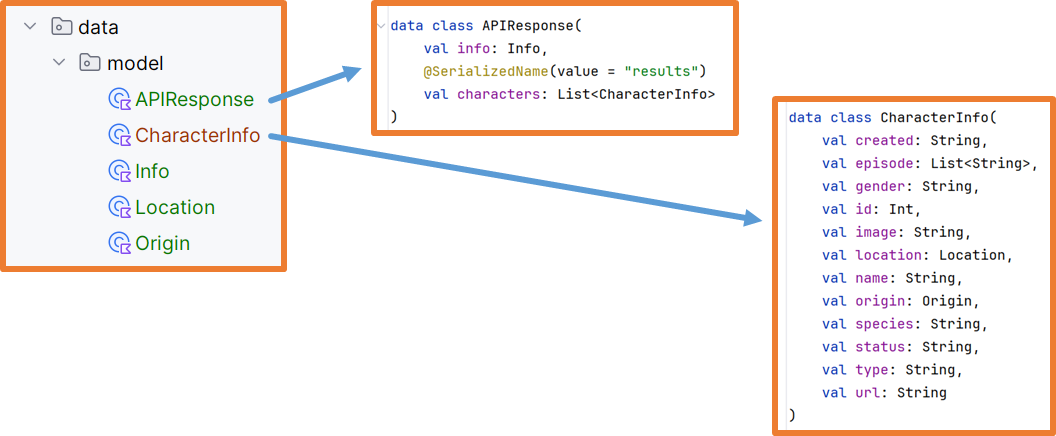 data
model
APIResponse
CharacterInfo
Info
Location
Origin
data class APIResponse(
val info: Info,
@SerializedName(value = "results")
val characters: List<CharacterInfo>
)
data class CharacterInfo(
val created: String,
val episode: List<String>,
val gender: String,
val id: Int,
val image: String,
val location: Location,
val name: String,
val origin: Origin,
val species: String,
val status: String,
val type: String,
val url: String
)